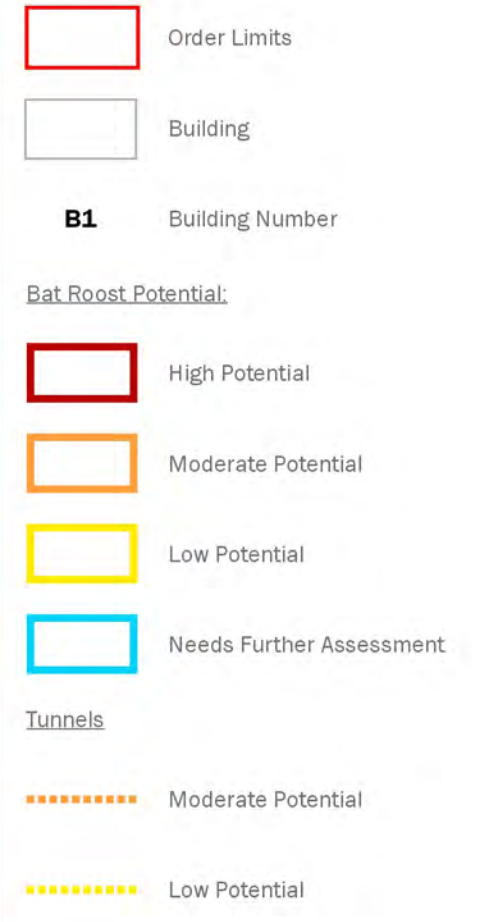 Order Limits
Building
B1 Building Number
Bat Roost Potential:
High Potential
Moderate Potential
Low Potential
Needs Further Assessment
Tunnels
Moderate Potential
Low Potential